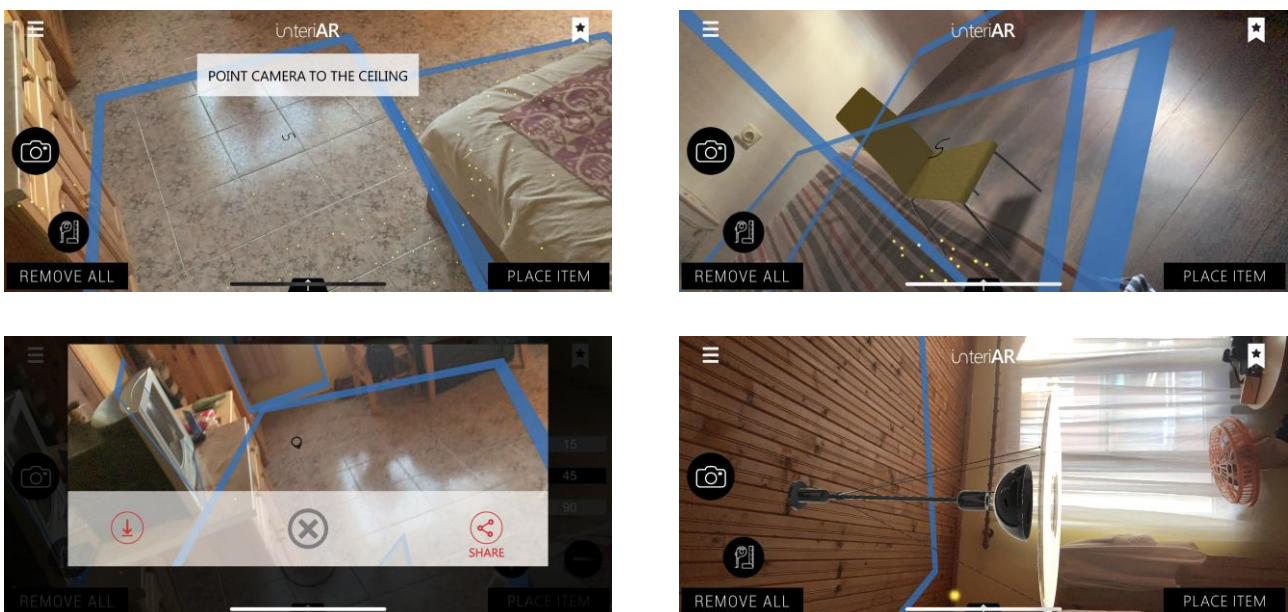 interiAR
POINT CAMERA TO THE CEILING
REMOVE ALL
PLACE ITEM
interiAR
REMOVE ALL
PLACE ITEM
15
45
90
SHARE
REMOVE ALL
PLACE ITEM
interiAR
REMOVE ALL
PLACE ITEM